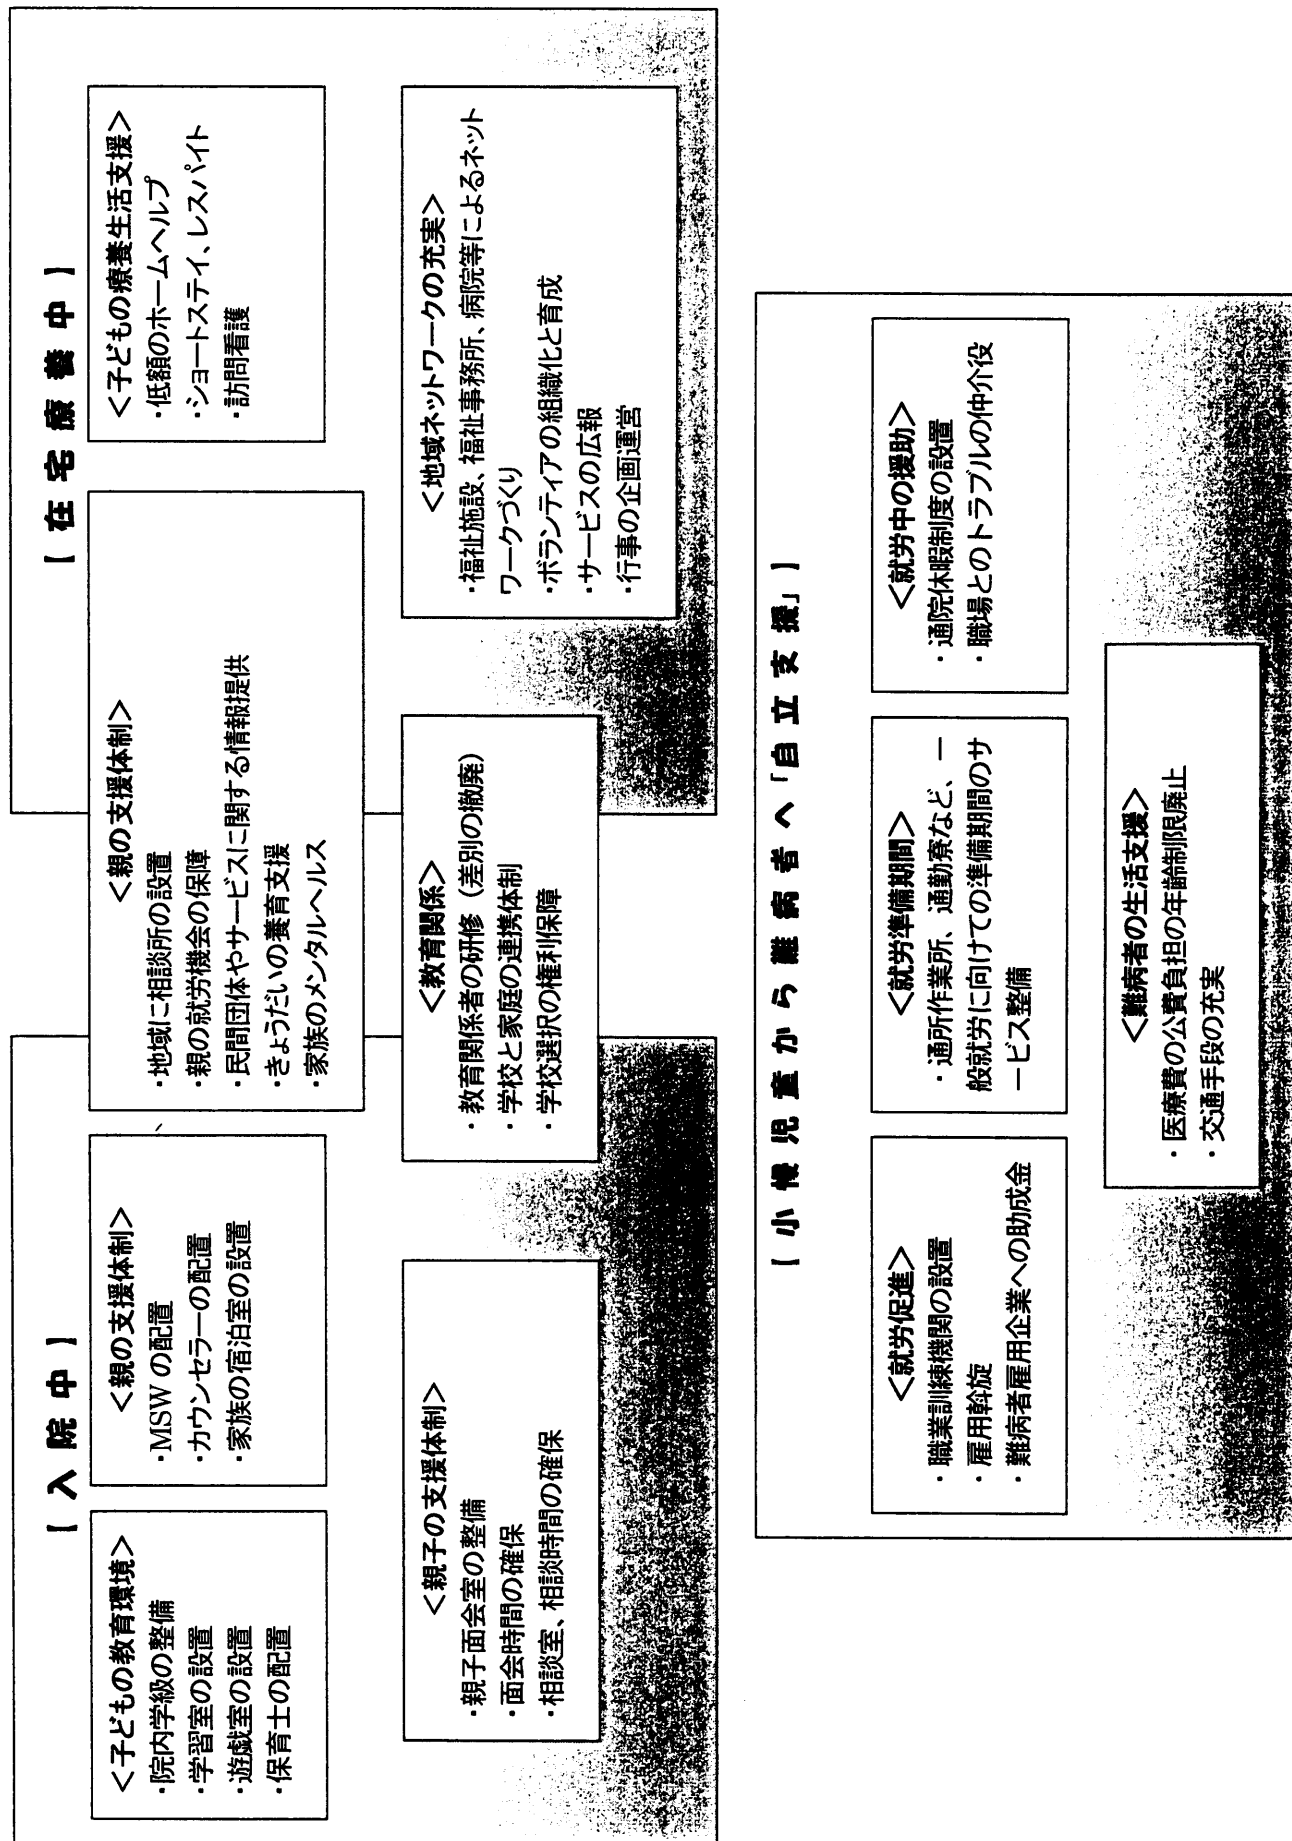 【 入 院 中 】
＜子どもの教育環境＞
・院内学級の整備
・学習室の設置
・遊戯室の設置
・保育士の配置
＜親の支援体制＞
・MSW の配置
・カウンセラーの配置
・家族の宿泊室の設置
＜親子の支援体制＞
・親子面会室の整備
・面会時間の確保
・相談室、相談時間の確保
＜親の支援体制＞
・地域に相談所の設置
・親の就労機会の保障
・民間団体やサービスに関する情報提供
・きょうだいの養育支援
・家族のメンタルヘルス
＜教育関係＞
・教育関係者の研修（差別の撤廃）
・学校と家庭の連携体制
・学校選択の権利保障
【 在 宅 療 養 中 】
＜子どもの療養生活支援＞
・低額のホームヘルプ
・ショートステイ、レスパイト
・訪問看護
＜地域ネットワークの充実＞
・福祉施設、福祉事務所、病院等によるネット
ワークづくり
・ボランティアの組織化と育成
・サービスの広報
・行事の企画運営
【 小 慢 児 童 か ら 難 病 者 へ 「 自 立 支 援 」 】
＜就労促進＞
・職業訓練機関の設置
・雇用斡旋
・難病者雇用企業への助成金
＜就労準備期間＞
・通所作業所、通勤寮など、一
般就労に向けての準備期間のサ
ービス整備
＜就労中の援助＞
・通院休暇制度の設置
・職場とのトラブルの仲介役
＜難病者の生活支援＞
・医療費の公費負担の年齢制限廃止
・交通手段の充実